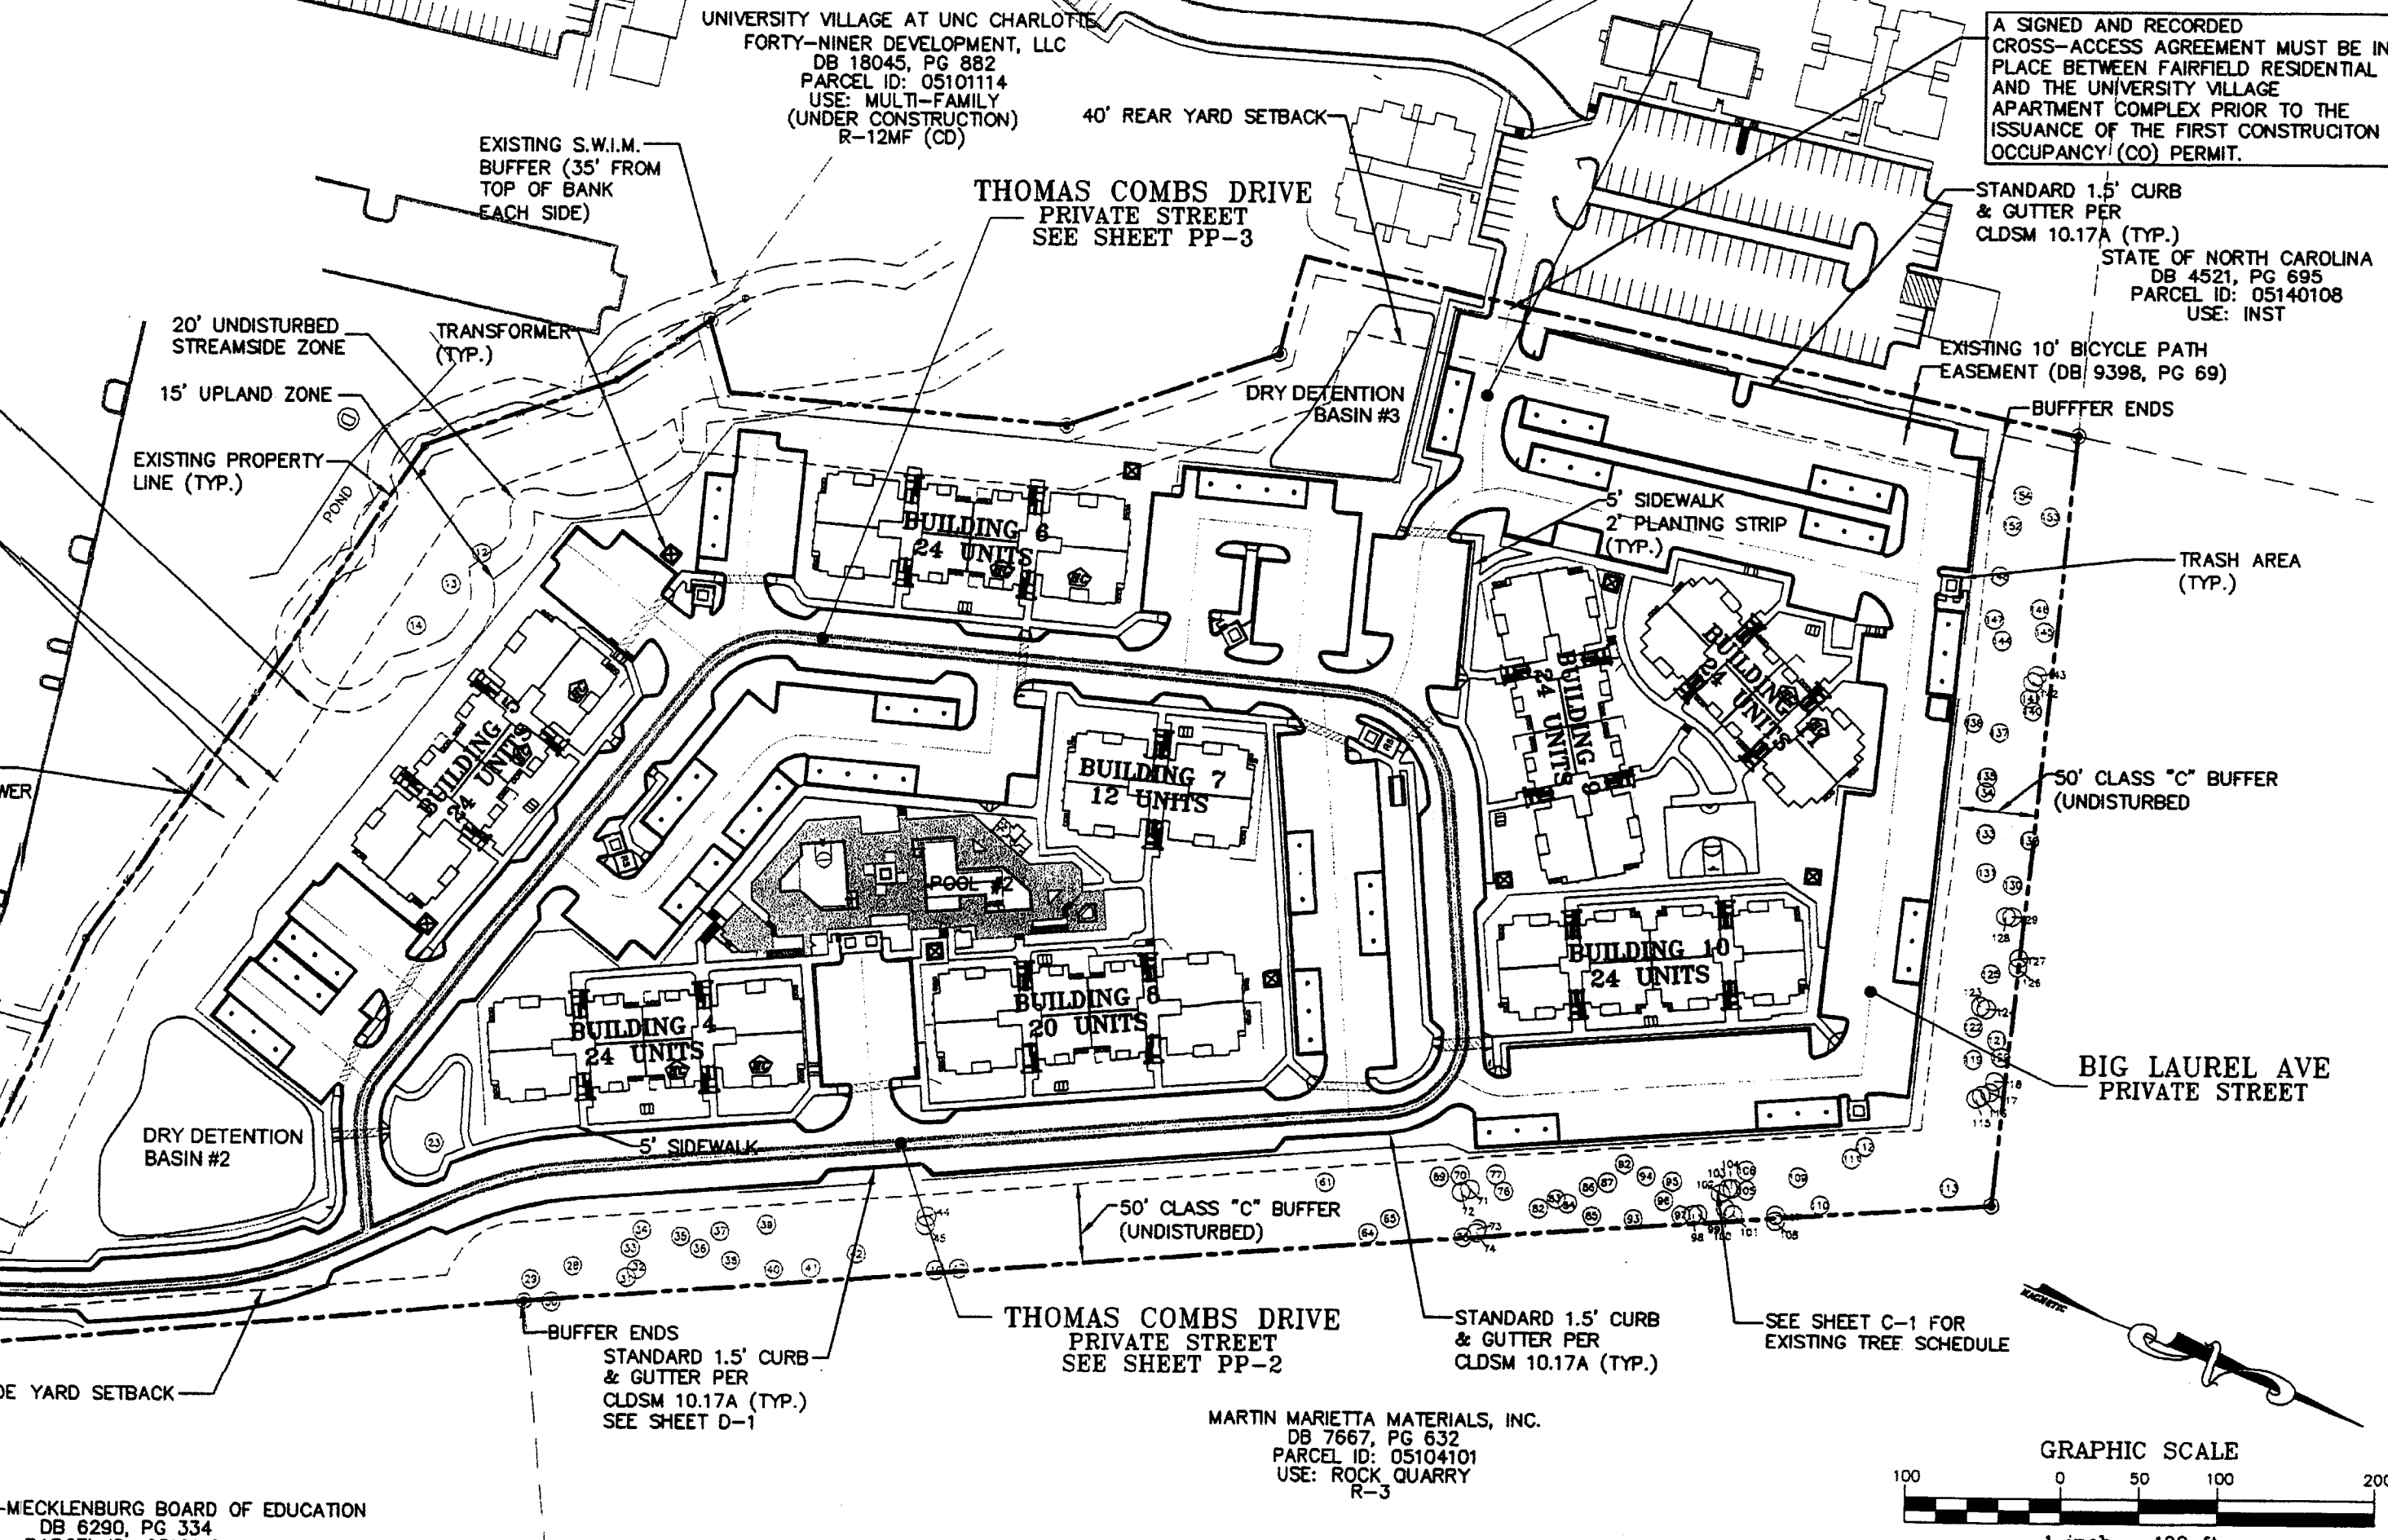 UNIVERSITY VILLAGE AT UNC CHARLOTTE
FORTY-NINER DEVELOPMENT, LLC
DB 18045, PG 882
PARCEL ID: 05101114
USE: MULTI-FAMILY
(UNDER CONSTRUCTION)
R-12MF (CD)
A SIGNED AND RECORDED
CROSS-ACCESS AGREEMENT MUST BE IN
PLACE BETWEEN FAIRFIELD RESIDENTIAL
AND THE UNIVERSITY VILLAGE
APARTMENT COMPLEX PRIOR TO THE
ISSUANCE OF THE FIRST CONSTRUCITON
OCCUPANCY (CO) PERMIT.
40' REAR YARD SETBACK
EXISTING S.W.I.M.
BUFFER (35' FROM
TOP OF BANK
EACH SIDE)
THOMAS COMBS DRIVE
PRIVATE STREET
SEE SHEET PP-3
STANDARD 1.5' CURB
& GUTTER PER
CLDSM 10.17A (TYP.)
STATE OF NORTH CAROLINA
DB 4521, PG 695
PARCEL ID: 05140108
USE: INST
20' UNDISTURBED
STREAMSIDE ZONE
TRANSFORMER
(TYP.)
15' UPLAND ZONE
EXISTING 10' BICYCLE PATH
EASEMENT (DB 9398, PG 69)
BUFFFER ENDS
DRY DETENTION
BASIN #3
EXISTING PROPERTY
LINE (TYP.)
POND
5' SIDEWALK
2' PLANTING STRIP
(TYP.)
TRASH AREA
(TYP.)
BUILDING 6
24 UNITS
BUILDING 5
24 UNITS
BUILDING 7
12 UNITS
BUILDING 9
24 UNITS
BUILDING
24 UNITS
50' CLASS "C" BUFFER
(UNDISTURBED
WER
POOL #2
BUILDING 4
24 UNITS
BUILDING 8
20 UNITS
BUILDING 10
24 UNITS
BIG LAUREL AVE
PRIVATE STREET
DRY DETENTION
BASIN #2
5' SIDEWALK
50' CLASS "C" BUFFER
(UNDISTURBED)
THOMAS COMBS DRIVE
PRIVATE STREET
SEE SHEET PP-2
BUFFER ENDS
STANDARD 1.5' CURB
& GUTTER PER
CLDSM 10.17A (TYP.)
SEE SHEET D-1
STANDARD 1.5' CURB
& GUTTER PER
CLDSM 10.17A (TYP.)
SEE SHEET C-1 FOR
EXISTING TREE SCHEDULE
MAGNETIC
DE YARD SETBACK
MARTIN MARIETTA MATERIALS, INC.
DB 7667, PG 632
PARCEL ID: 05104101
USE: ROCK QUARRY
R-3
GRAPHIC SCALE
100 0 50 100 200
-MECKLENBURG BOARD OF EDUCATION
DB 6290, PG 334